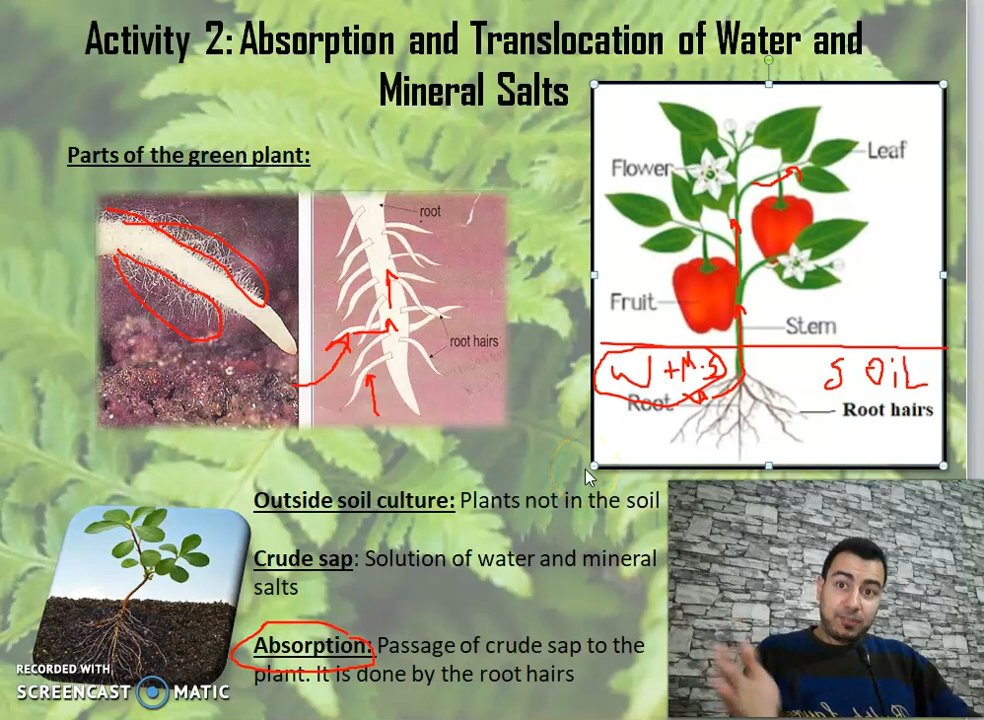 Activity 2: Absorption and Translocation of Water and
Mineral Salts
Parts of the green plant:
root
root hairs
Flower
Leaf
Fruit
Stem
W + M.S
SOIL
Root
Root hairs
Outside soil culture: Plants not in the soil
Crude sap: Solution of water and mineral
salts
Absorption: Passage of crude sap to the
plant. It is done by the root hairs
RECORDED WITH
SCREENCAST MATIC